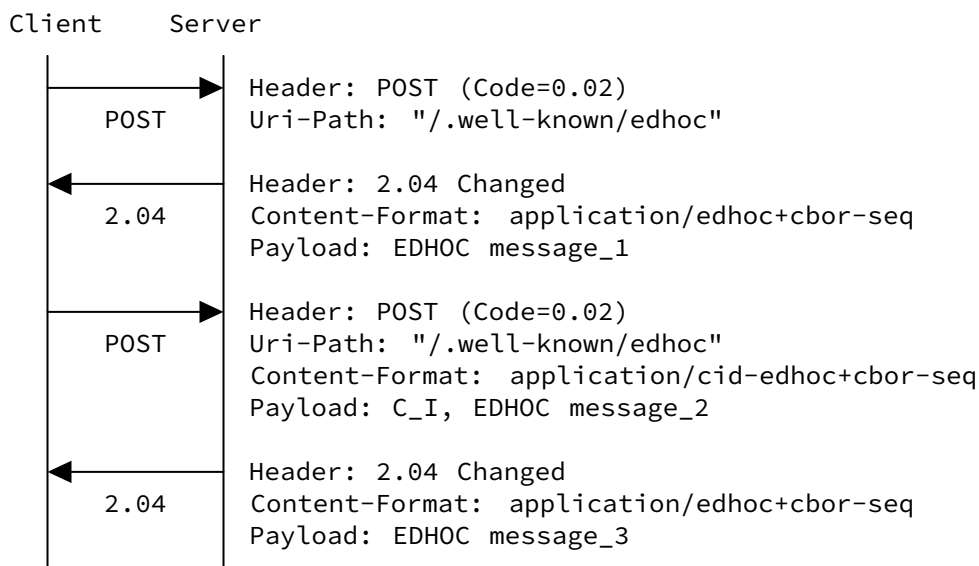 Client Server
Header: POST (Code=0.02)
POST Uri-Path: "/.well-known/edhoc"
Header: 2.04 Changed
2.04 Content-Format: application/edhoc+cbor-seq
Payload: EDHOC message_1
Header: POST (Code=0.02)
POST Uri-Path: "/.well-known/edhoc"
Content-Format: application/cid-edhoc+cbor-seq
Payload: C_I, EDHOC message_2
Header: 2.04 Changed
2.04 Content-Format: application/edhoc+cbor-seq
Payload: EDHOC message_3